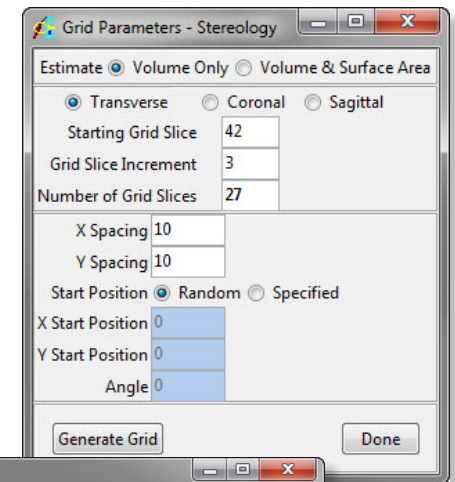 Grid Parameters - Stereology
Estimate Volume Only Volume & Surface Area
Transverse Coronal Sagittal
Starting Grid Slice 42
Grid Slice Increment 3
Number of Grid Slices 27
X Spacing 10
Y Spacing 10
Start Position Random Specified
X Start Position 0
Y Start Position 0
Angle 0
Generate Grid Done